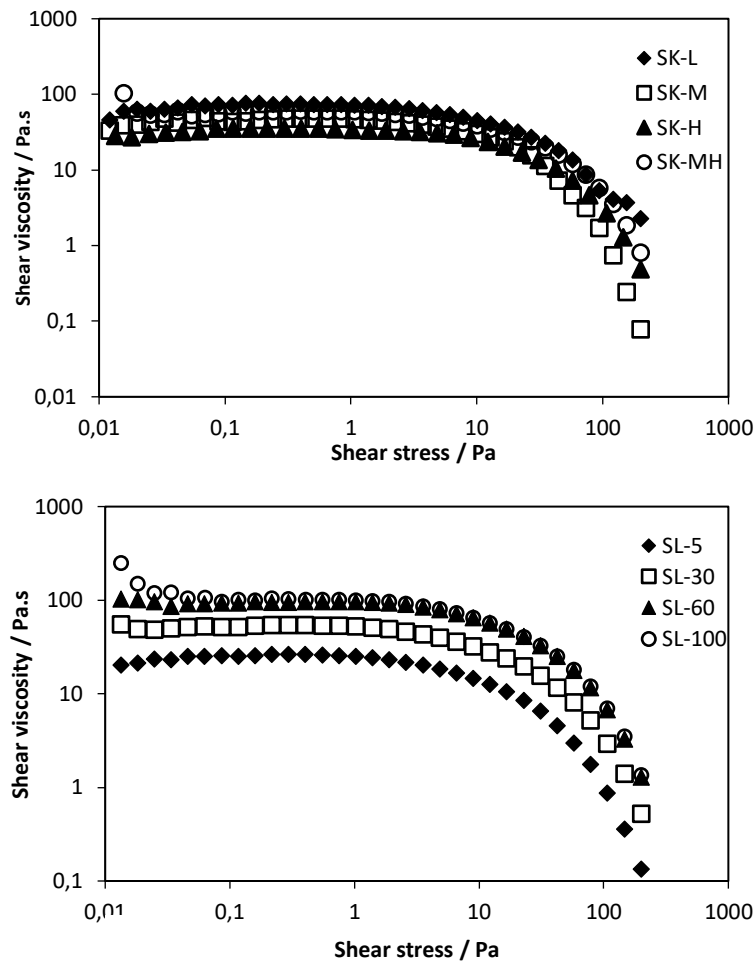 1000
100
10
1
0,1
0,01
Shear viscosity / Pa.s
SK-L
SK-M
SK-H
SK-MH
0,01 0,1 1 10 100 1000
Shear stress / Pa
1000
100
10
1
0,1
Shear viscosity / Pa.s
SL-5
SL-30
SL-60
SL-100
0,01 0,1 1 10 100 1000
Shear stress / Pa